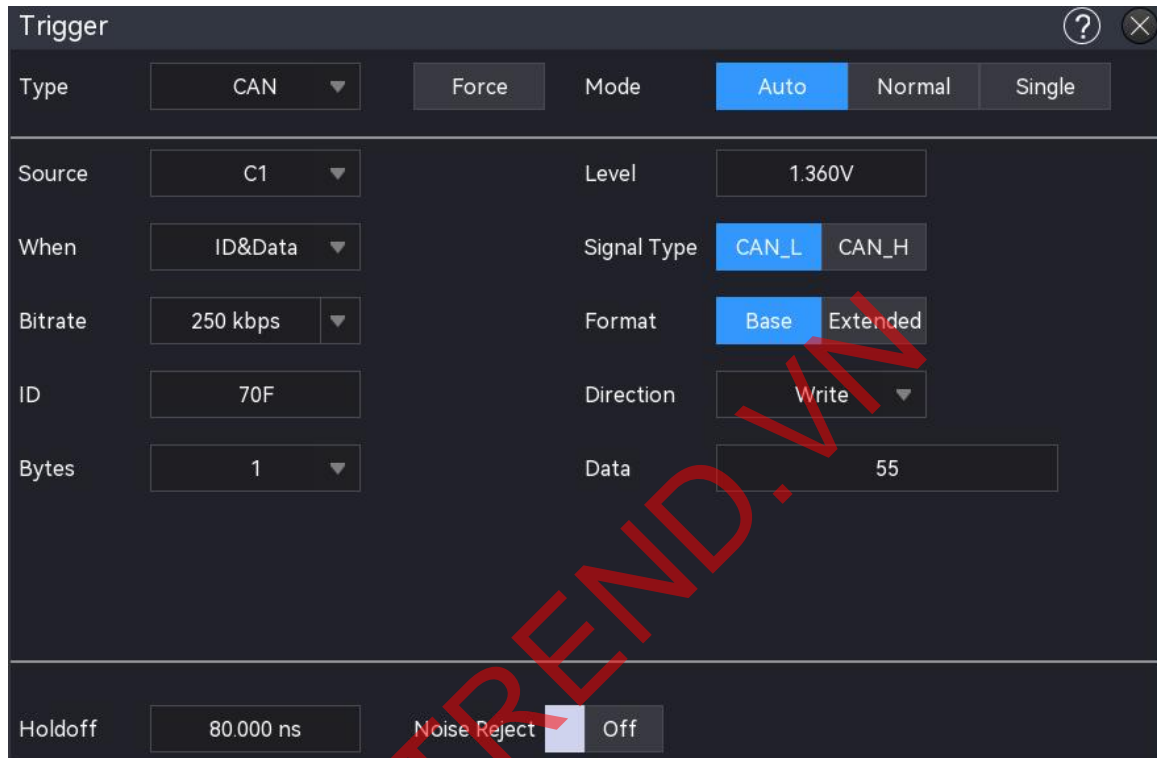 Trigger ?
Type CAN Force Mode Auto Normal Single
Source C1 Level 1.360V
When ID&Data Signal Type CAN_L CAN_H
Bitrate 250 kbps Format Base Extended
ID 70F Direction Write
Bytes 1 Data 55
Holdoff 80.000 ns Noise Reject Off
TREND.VN